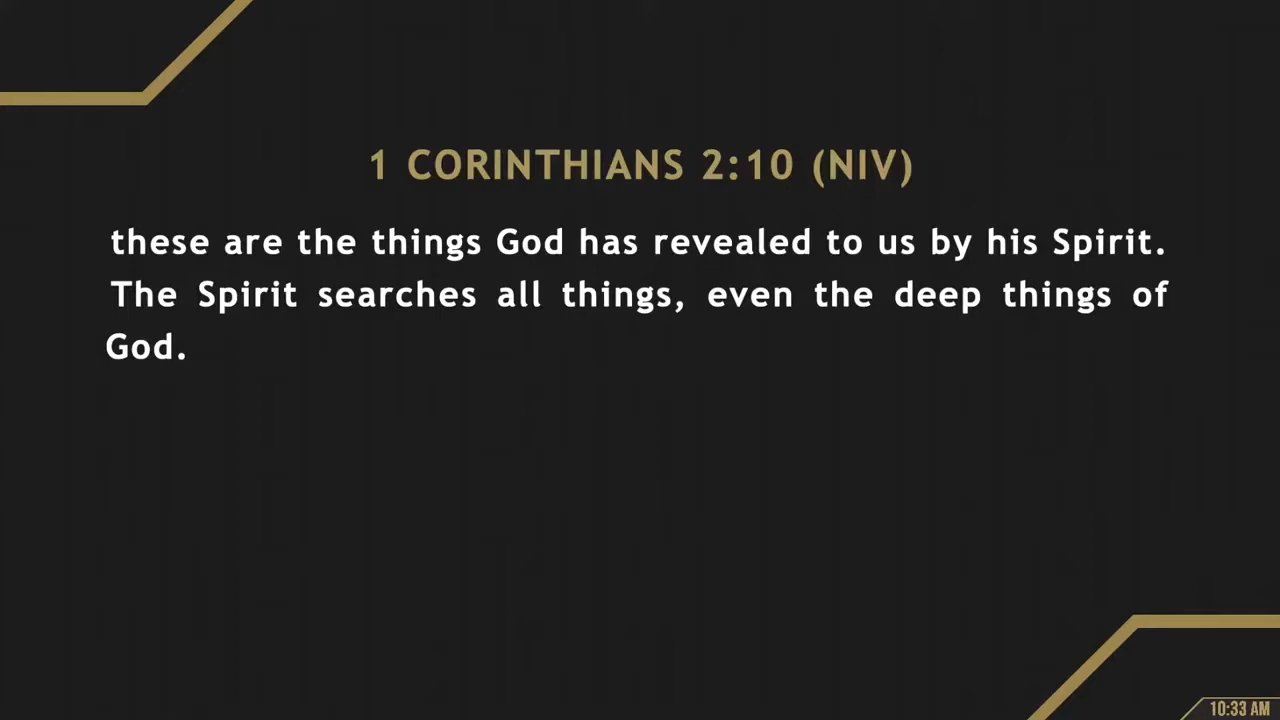 1 CORINTHIANS 2:10 (NIV)
these are the things God has revealed to us by his Spirit.
The Spirit searches all things, even the deep things of
God.
10:33 AM